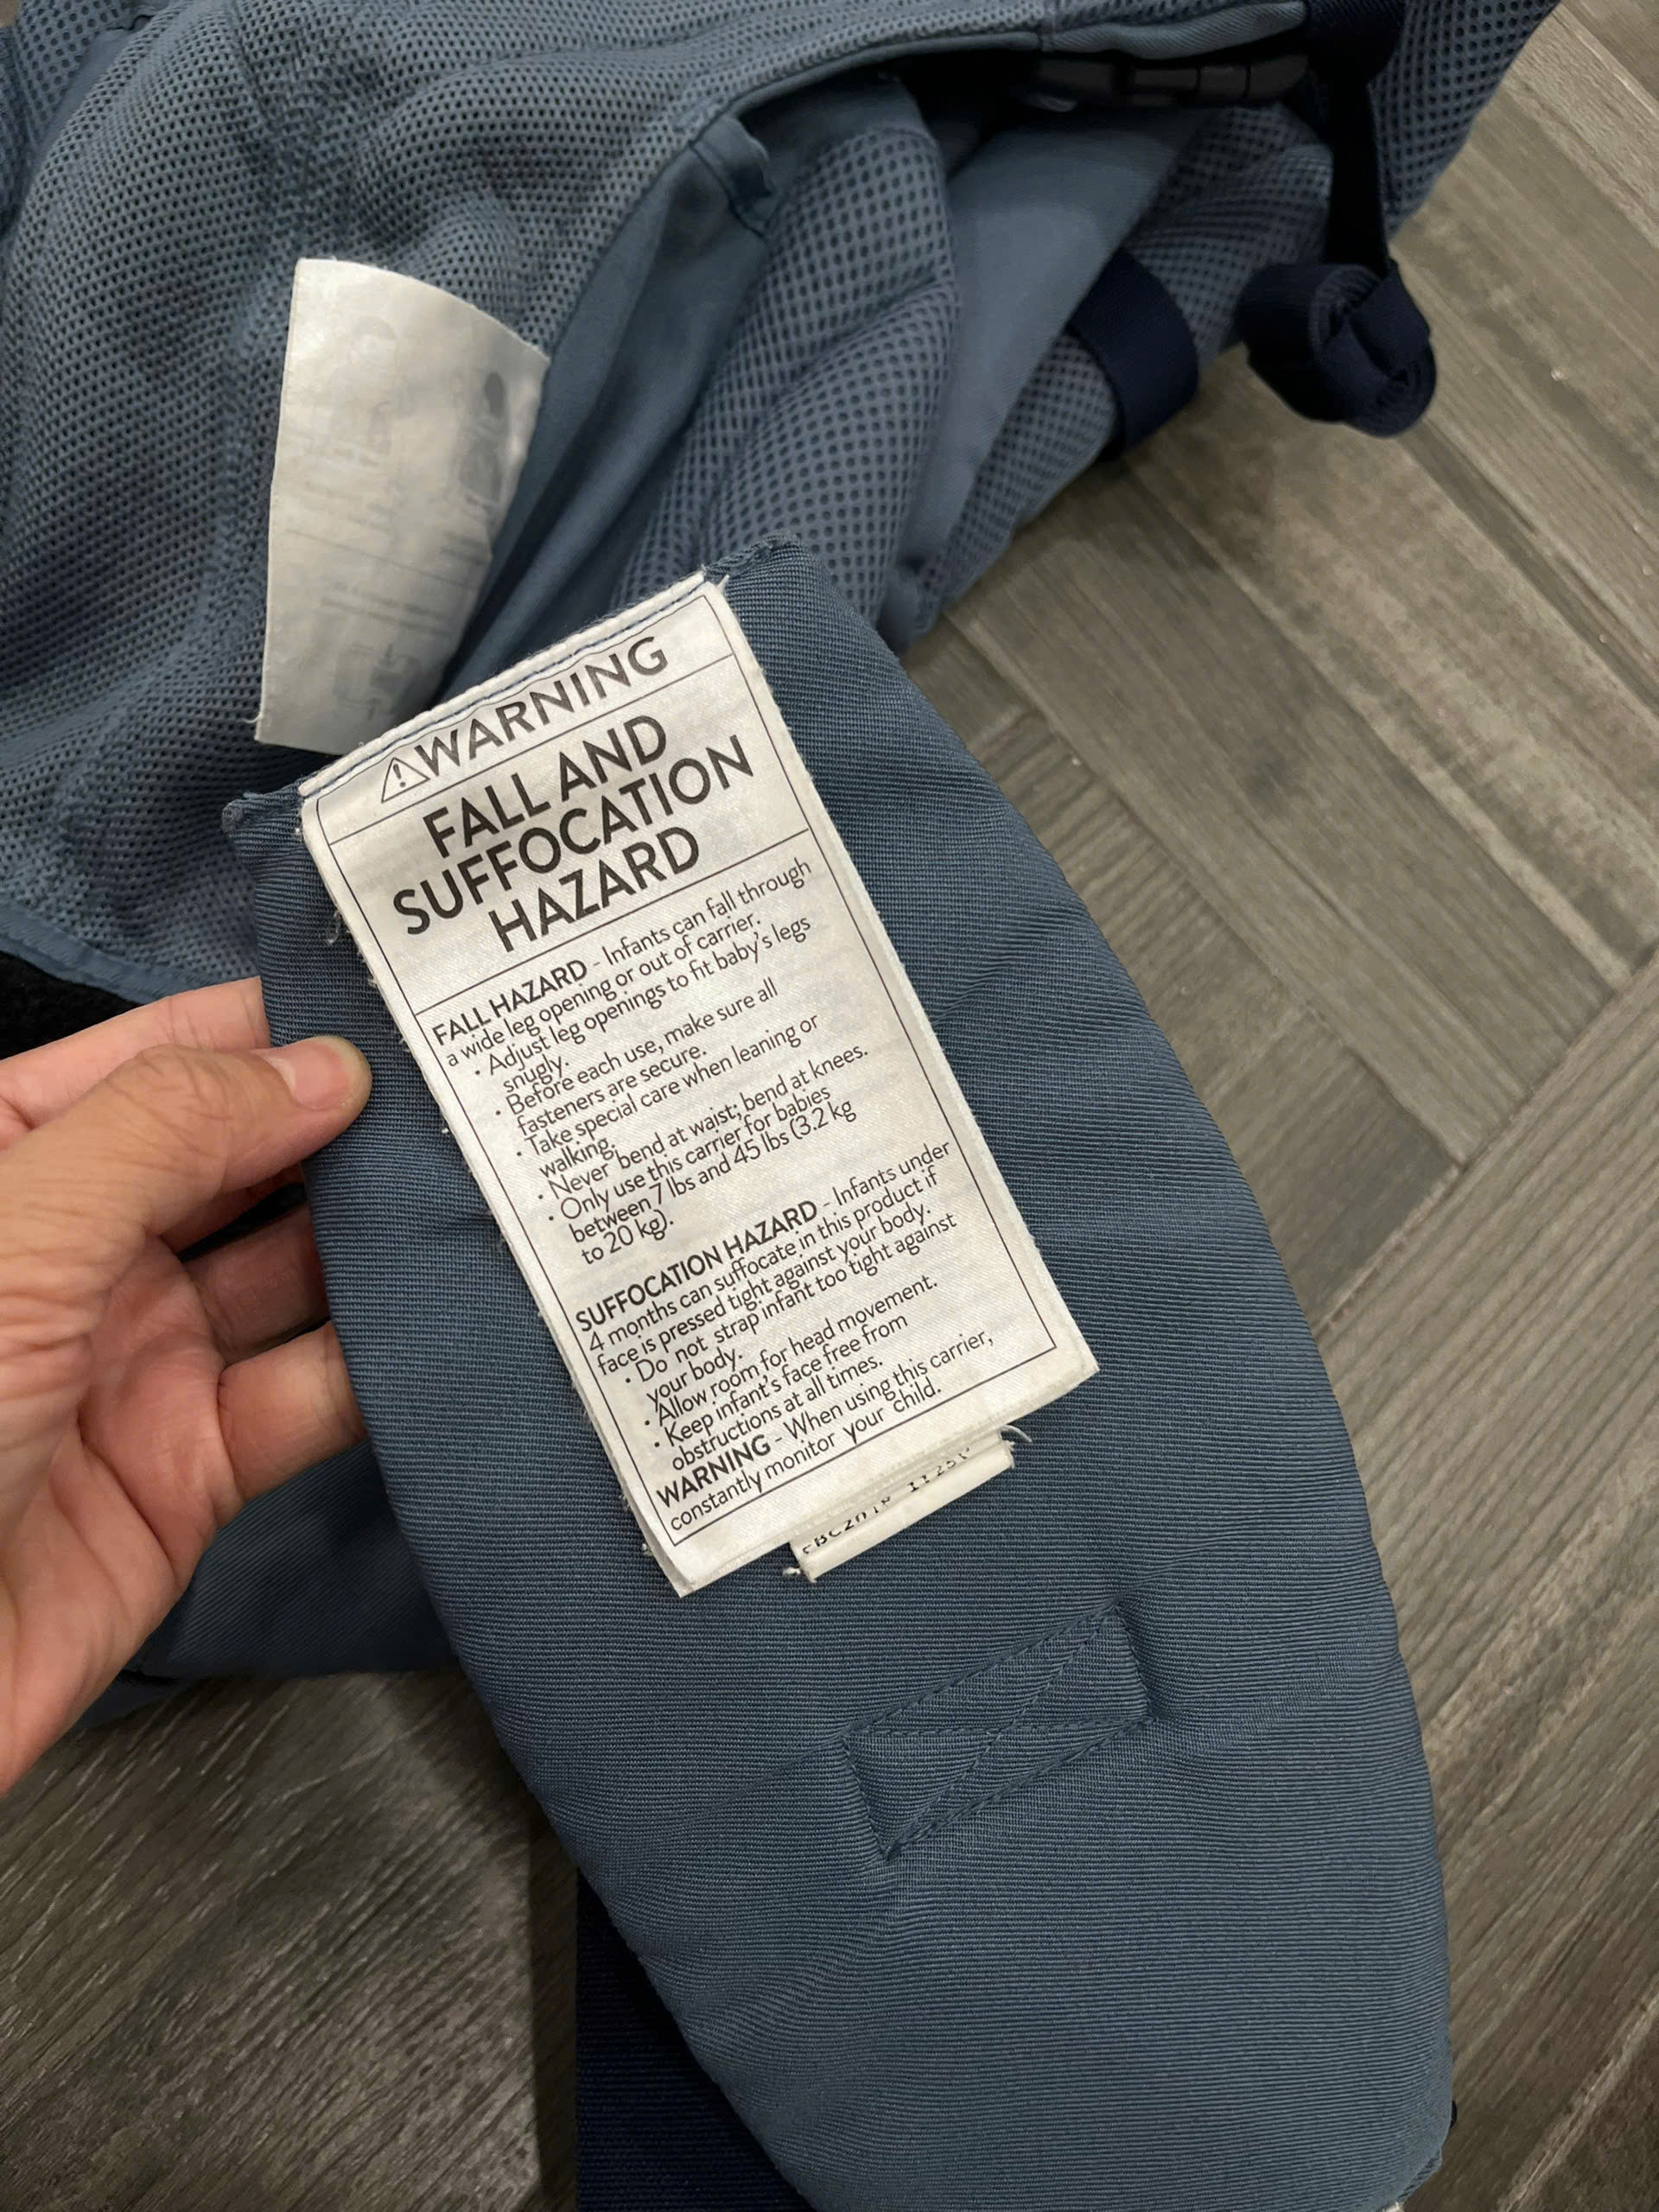 ⚠WARNING
FALL AND
SUFFOCATION
HAZARD
FALL HAZARD - Infants can fall through
a wide leg opening or out of carrier.
• Adjust leg openings to fit baby's legs
snugly.
• Before each use, make sure all
fasteners are secure.
• Take special care when leaning or
walking.
• Never bend at waist; bend at knees.
• Only use this carrier for babies
between 7 lbs and 45 lbs (3.2 kg
to 20 kg).
SUFFOCATION HAZARD - Infants under
4 months can suffocate in this product if
face is pressed tight against your body.
• Do not strap infant too tight against
your body.
• Allow room for head movement.
• Keep infant's face free from
obstructions at all times.
WARNING - When using this carrier,
constantly monitor your child.